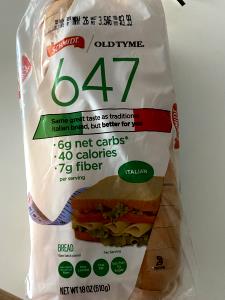 SCHMIDT
OLD TYME.
647
Same great taste as traditional
Italian bread, but better for you
• 6g net carbs*
• 40 calories
• 7g fiber
per serving
ITALIAN
BREAD
NET WT 18 OZ (510g)